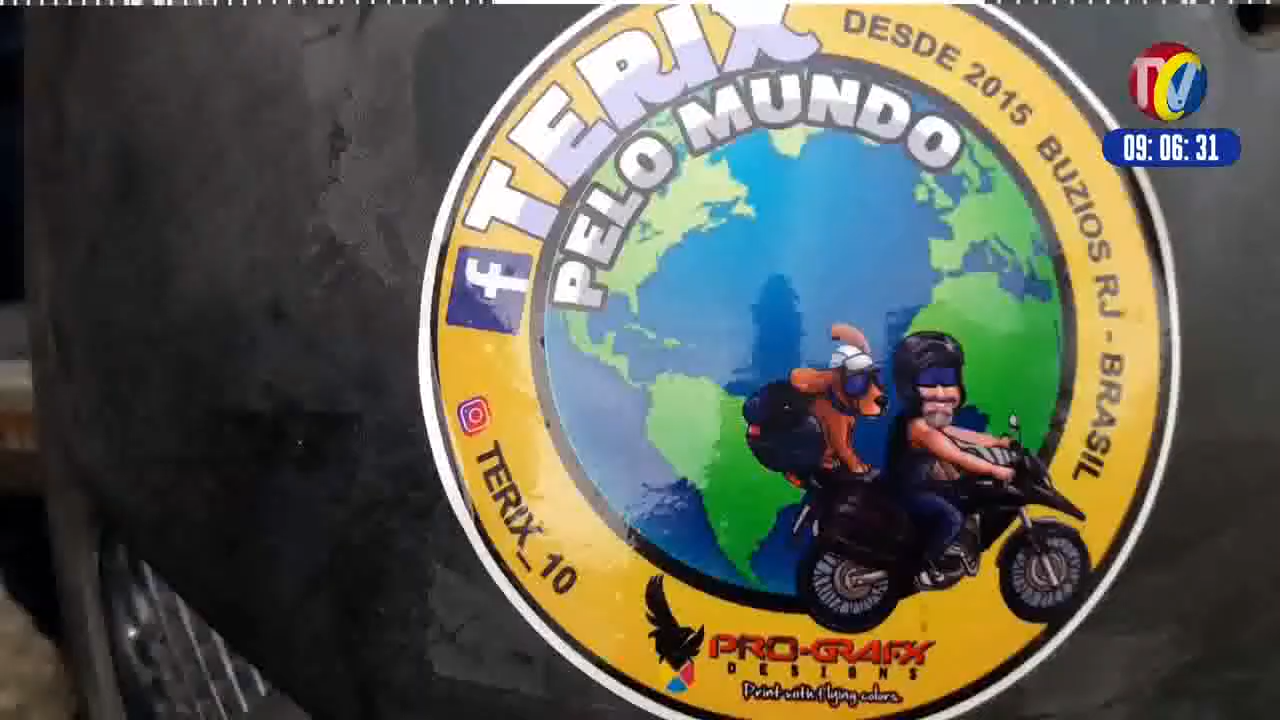 TERIX
PELO MUNDO
DESDE 2015 BUZIOS RJ - BRASIL
f
TERIX_10
PRO-GRAFX
DESIGNS
Print with flying colors.
TV
09: 06: 31